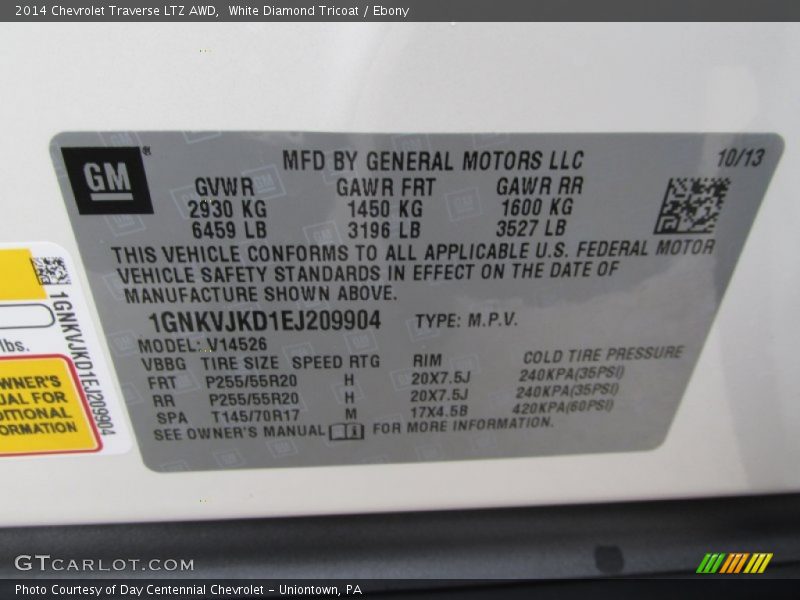 2014 Chevrolet Traverse LTZ AWD,  White Diamond Tricoat / Ebony
GM ®
MFD BY GENERAL MOTORS LLC
10/13
GVWR GAWR FRT GAWR RR
2930 KG 1450 KG 1600 KG
6459 LB 3196 LB 3527 LB
THIS VEHICLE CONFORMS TO ALL APPLICABLE U.S. FEDERAL MOTOR
VEHICLE SAFETY STANDARDS IN EFFECT ON THE DATE OF
MANUFACTURE SHOWN ABOVE.
1GNKVJKD1EJ209904 TYPE: M.P.V.
MODEL: V14526
VBBG TIRE SIZE SPEED RTG RIM COLD TIRE PRESSURE
FRT P255/55R20 H 20X7.5J 240KPA(35PSI)
RR P255/55R20 H 20X7.5J 240KPA(35PSI)
SPA T145/70R17 M 17X4.5B 420KPA(60PSI)
SEE OWNER'S MANUAL FOR MORE INFORMATION.
1GNKVJKD1EJ209904
lbs.
WNER'S
UAL FOR
DITIONAL
ORMATION
GTCARLOT.COM
Photo Courtesy of Day Centennial Chevrolet - Uniontown, PA